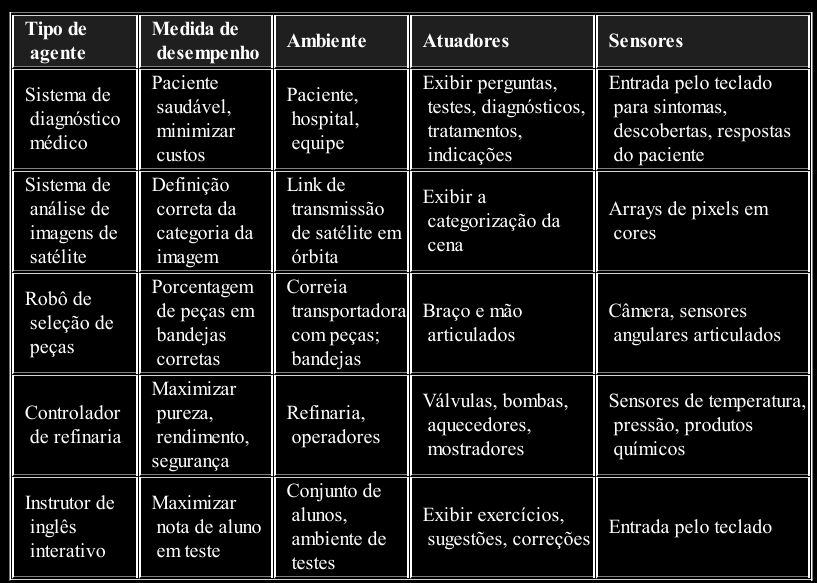 Tipo de agente | Medida de desempenho | Ambiente | Atuadores | Sensores
Sistema de diagnóstico médico | Paciente saudável, minimizar custos | Paciente, hospital, equipe | Exibir perguntas, testes, diagnósticos, tratamentos, indicações | Entrada pelo teclado para sintomas, descobertas, respostas do paciente
Sistema de análise de imagens de satélite | Definição correta da categoria da imagem | Link de transmissão de satélite em órbita | Exibir a categorização da cena | Arrays de pixels em cores
Robô de seleção de peças | Porcentagem de peças em bandejas corretas | Correia transportadora com peças; bandejas | Braço e mão articulados | Câmera, sensores angulares articulados
Controlador de refinaria | Maximizar pureza, rendimento, segurança | Refinaria, operadores | Válvulas, bombas, aquecedores, mostradores | Sensores de temperatura, pressão, produtos químicos
Instrutor de inglês interativo | Maximizar nota de aluno em teste | Conjunto de alunos, ambiente de testes | Exibir exercícios, sugestões, correções | Entrada pelo teclado